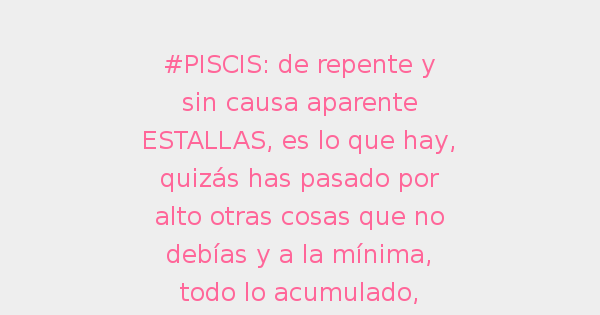 #PISCIS: de repente y
sin causa aparente
ESTALLAS, es lo que hay,
quizás has pasado por
alto otras cosas que no
debías y a la mínima,
todo lo acumulado,